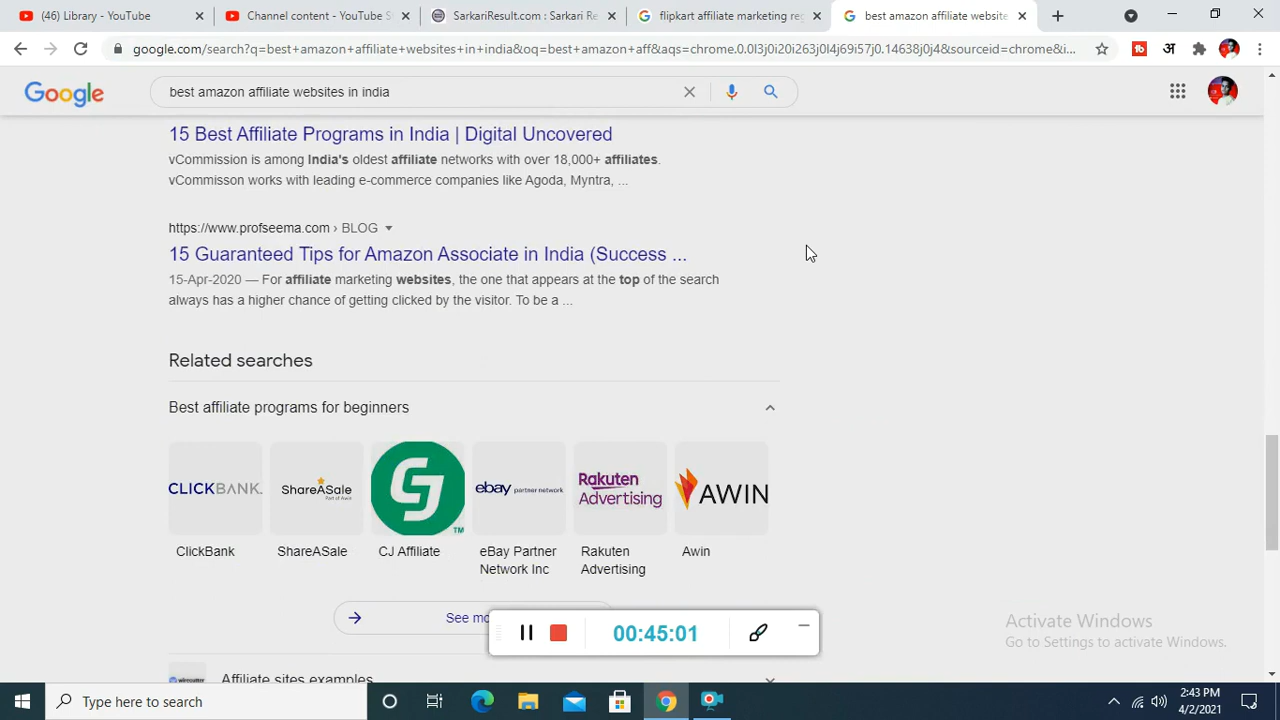 (46) Library - YouTube
Channel content - YouTube S
SarkariResult.com : Sarkari Re
flipkart affiliate marketing reg
best amazon affiliate website
google.com/search?q=best+amazon+affiliate+websites+in+india&oq=best+amazon+aff&aqs=chrome.0.0l3j0i20i263j0l4j69i57j0.14638j0j4&sourceid=chrome&i...
अ
Google
best amazon affiliate websites in india
15 Best Affiliate Programs in India | Digital Uncovered
vCommission is among India's oldest affiliate networks with over 18,000+ affiliates.
vCommisson works with leading e-commerce companies like Agoda, Myntra, ...
https://www.profseema.com › BLOG
15 Guaranteed Tips for Amazon Associate in India (Success ...
15-Apr-2020 — For affiliate marketing websites, the one that appears at the top of the search
always has a higher chance of getting clicked by the visitor. To be a ...
Related searches
Best affiliate programs for beginners
CLICKBANK.
ShareASale
Part of Awin
CJ
TM
ebay partner network
Rakuten
Advertising
AWIN
ClickBank
ShareASale
CJ Affiliate
eBay Partner
Network Inc
Rakuten
Advertising
Awin
See mo
00:45:01
Activate Windows
Go to Settings to activate Windows.
Affiliate sites examples
Type here to search
2:43 PM
4/2/2021